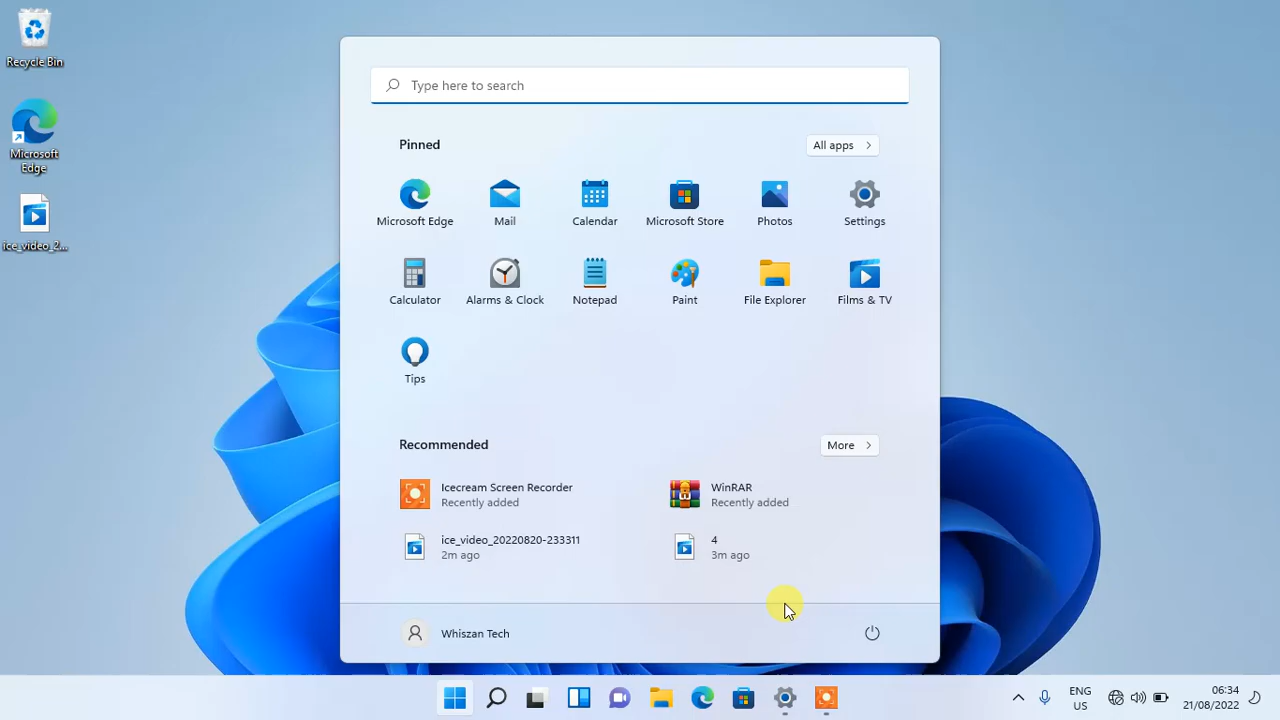 Recycle Bin
Microsoft
Edge
ice_video_2...
Type here to search
Pinned
All apps
Microsoft Edge
Mail
Calendar
Microsoft Store
Photos
Settings
Calculator
Alarms & Clock
Notepad
Paint
File Explorer
Films & TV
Tips
Recommended
More
Icecream Screen Recorder
Recently added
WinRAR
Recently added
ice_video_20220820-233311
2m ago
4
3m ago
Whiszan Tech
ENG
US
06:34
21/08/2022